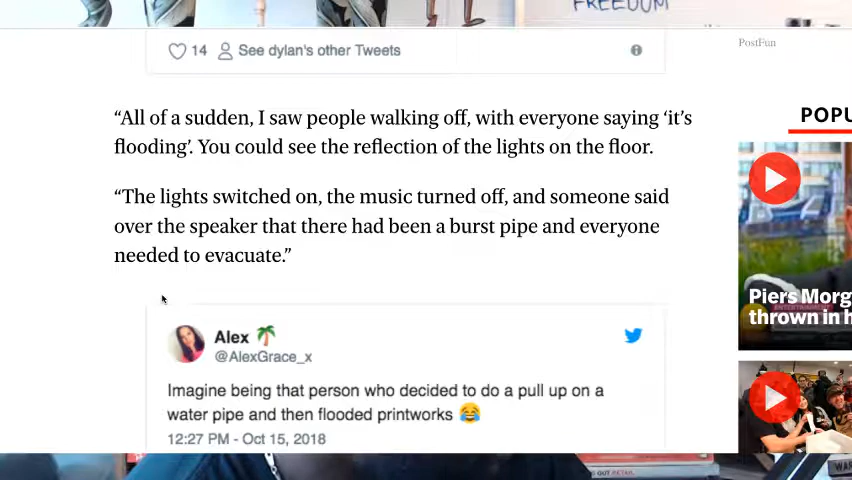 FREEDOM
14 See dylan's other Tweets
PostFun
“All of a sudden, I saw people walking off, with everyone saying ‘it’s
flooding’. You could see the reflection of the lights on the floor.
“The lights switched on, the music turned off, and someone said
over the speaker that there had been a burst pipe and everyone
needed to evacuate.”
POPU
Piers Morg
thrown in h
Alex
@AlexGrace_x
Imagine being that person who decided to do a pull up on a
water pipe and then flooded printworks
12:27 PM - Oct 15, 2018